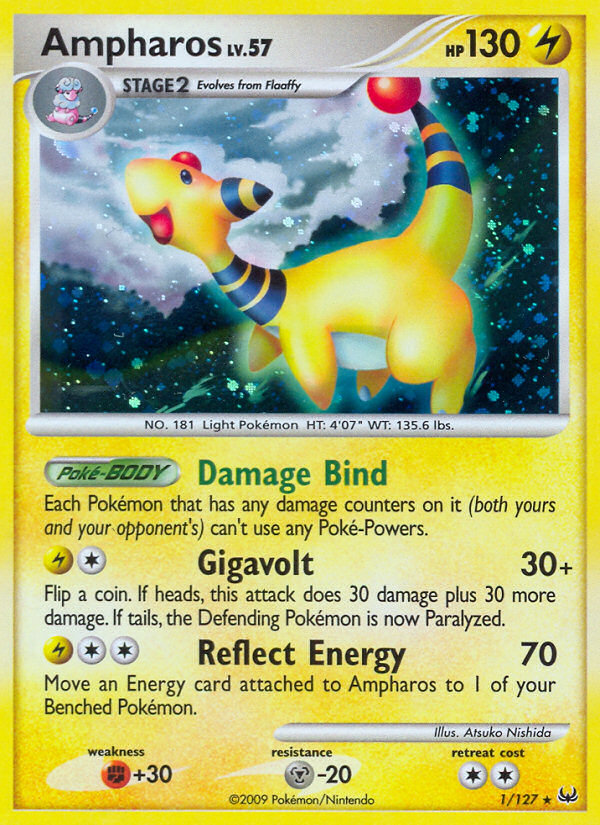 Ampharos LV.57 HP 130
STAGE2 Evolves from Flaaffy
NO. 181 Light Pokémon HT: 4'07" WT: 135.6 lbs.
Poké-BODY Damage Bind
Each Pokémon that has any damage counters on it (both yours
and your opponent's) can't use any Poké-Powers.
Gigavolt 30+
Flip a coin. If heads, this attack does 30 damage plus 30 more
damage. If tails, the Defending Pokémon is now Paralyzed.
Reflect Energy 70
Move an Energy card attached to Ampharos to 1 of your
Benched Pokémon.
Illus. Atsuko Nishida
weakness resistance retreat cost
+30 -20
©2009 Pokémon/Nintendo 1/127